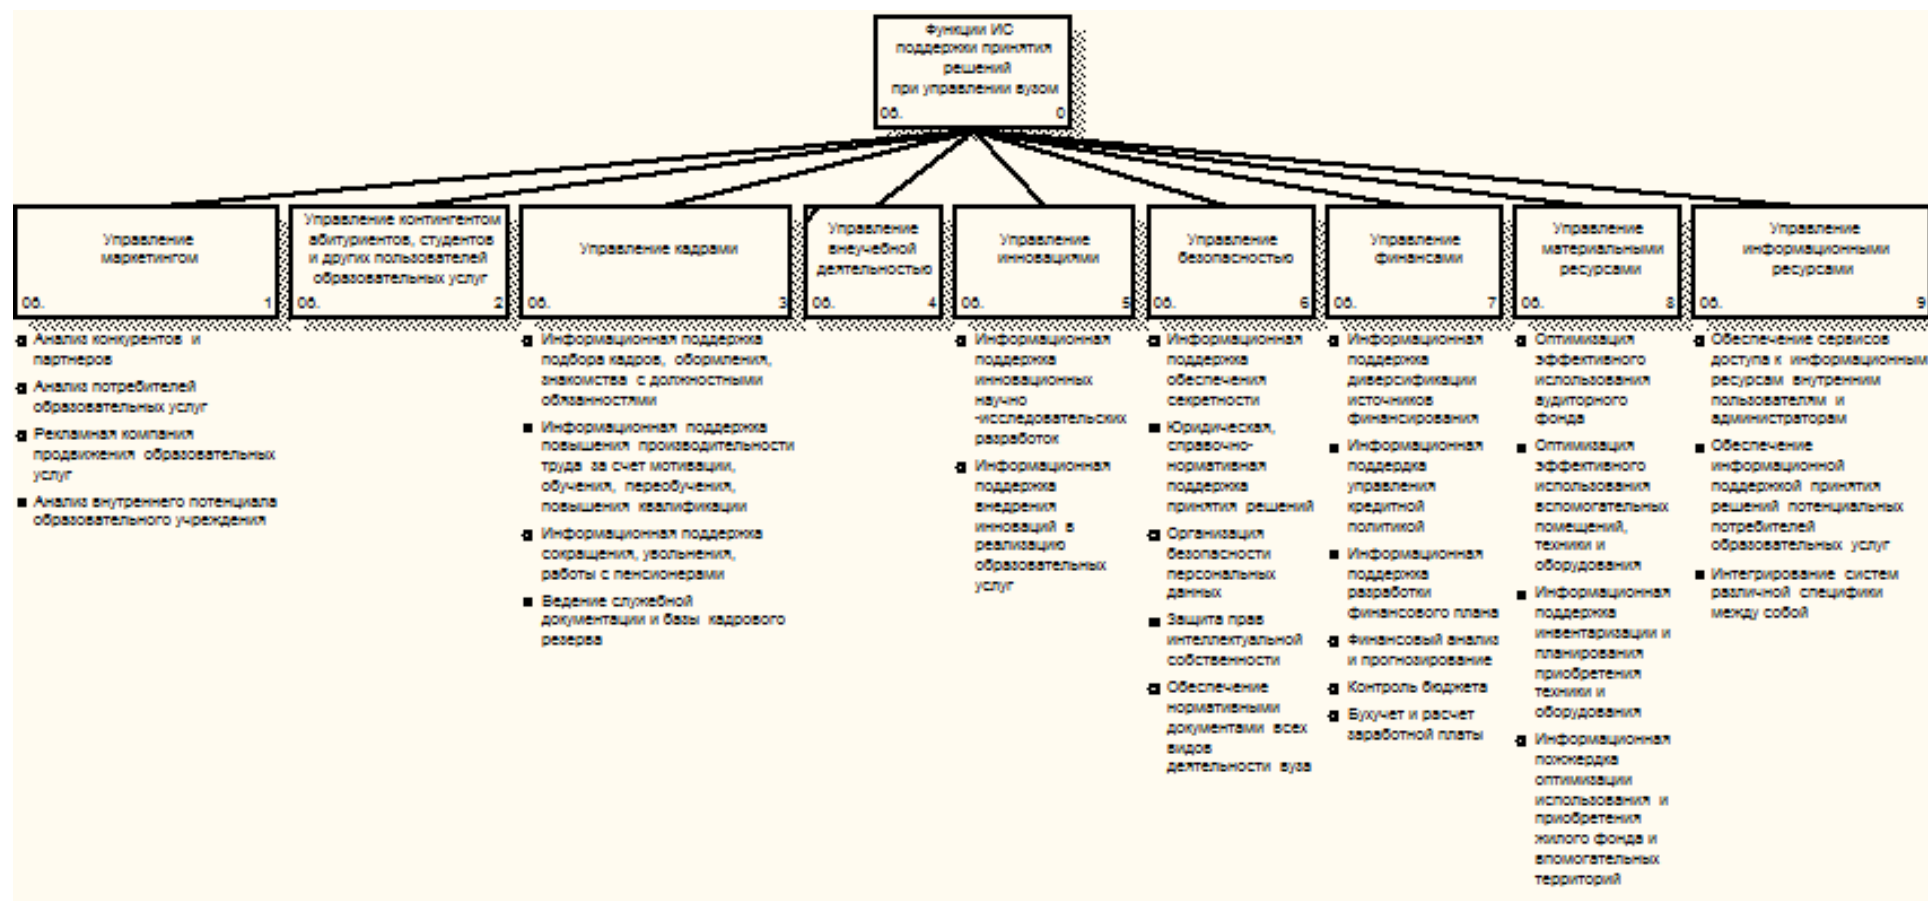 Функции ИС
поддержки принятия
решений
при управлении вузом
0б. 0
Управление
маркетингом
0б. 1
Управление контингентом
абитуриентов, студентов
и других пользователей
образовательных услуг
0б. 2
Управление кадрами
0б. 3
Управление
внеучебной
деятельностью
0б. 4
Управление
инновациями
0б. 5
Управление
безопасностью
0б. 6
Управление
финансами
0б. 7
Управление
материальными
ресурсами
0б. 8
Управление
информационными
ресурсами
0б. 9
Анализ конкурентов и
партнеров
Анализ потребителей
образовательных услуг
Рекламная компания
продвижения образовательных
услуг
Анализ внутреннего потенциала
образовательного учреждения
Информационная поддержка
подбора кадров, оформления,
знакомства с должностными
обязанностями
Информационная поддержка
повышения производительности
труда за счет мотивации,
обучения, переобучения,
повышения квалификации
Информационная поддержка
сокращения, увольнения,
работы с пенсионерами
Ведение служебной
документации и базы кадрового
резерва
Информационная
поддержка
инновационных
научно
-исследовательских
разработок
Информационная
поддержка
внедрения
инноваций в
реализацию
образовательных
услуг
Информационная
поддержка
обеспечения
секретности
Юридическая,
справочно-
нормативная
поддержка
принятия решений
Организация
безопасности
персональных
данных
Защита прав
интеллектуальной
собственности
Обеспечение
нормативными
документами всех
видов
деятельности вуза
Информационная
поддержка
диверсификации
источников
финансирования
Информационная
поддердка
управления
кредитной
политикой
Информационная
поддержка
разработки
финансового плана
Финансовый анализ
и прогнозирование
Контроль бюджета
Бухучет и расчет
заработной платы
Оптимизация
эффективного
использования
аудиторного
фонда
Оптимизация
эффективного
использования
вспомогательных
помещений,
техники и
оборудования
Информационная
поддержка
инвентаризации и
планирования
приобретения
техники и
оборудования
Информационная
пожжердка
оптимизации
использования и
приобретения
жилого фонда и
впомогательных
территорий
Обеспечение сервисов
доступа к информационным
ресурсам внутренним
пользователям и
администраторам
Обеспечение
информационной
поддержкой принятия
решений потенциальных
потребителей
образовательных услуг
Интегрирование систем
различной специфики
между собой